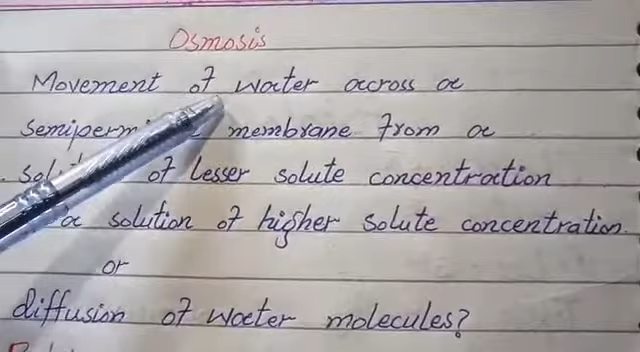 Osmosis
Movement of water across a
membrane from a
of lesser solute concentration
a solution of higher solute concentration.
or
diffusion of water molecules?